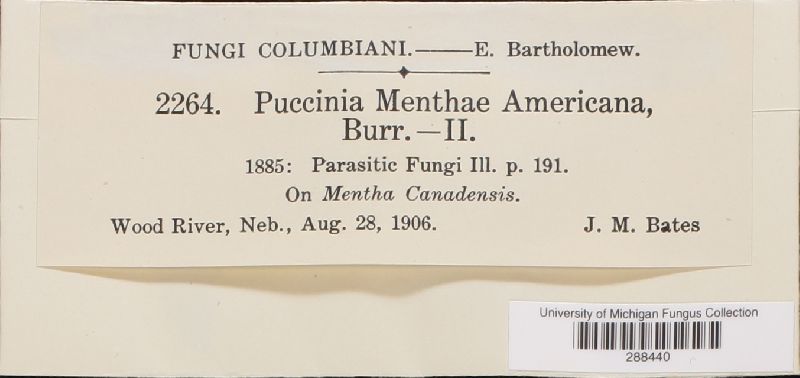 FUNGI COLUMBIANI.——E. Bartholomew.
2264. Puccinia Menthae Americana,
Burr.—II.
1885: Parasitic Fungi Ill. p. 191.
On Mentha Canadensis.
Wood River, Neb., Aug. 28, 1906. J. M. Bates
University of Michigan Fungus Collection
288440